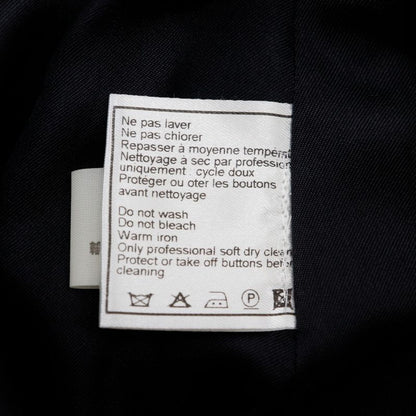 Ne pas laver
Ne pas chlorer
Repasser à moyenne
Nettoyage à sec par
uniquement : cycle doux
Protéger ou oter les boutons
avant nettoyage
Do not wash
Do not bleach
Warm iron
Only professional soft dry
Protect or take off buttons
cleaning
P